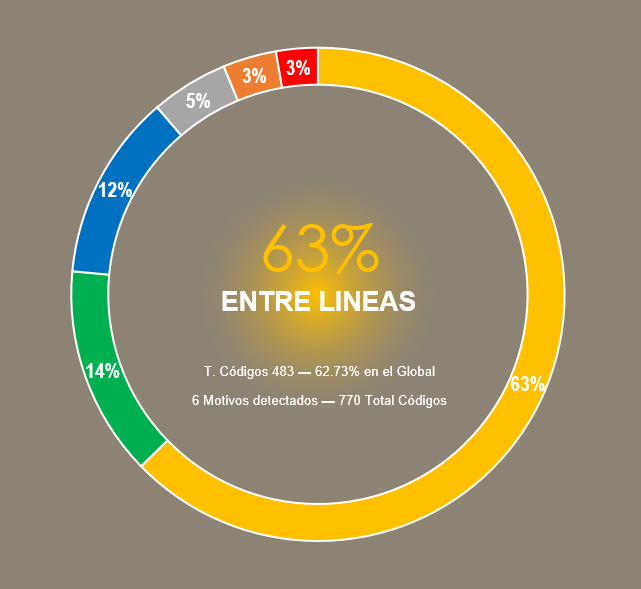 3%
3%
5%
12%
63%
ENTRE LINEAS
14%
T. Códigos 483 — 62.73% en el Global
63%
6 Motivos detectados — 770 Total Códigos